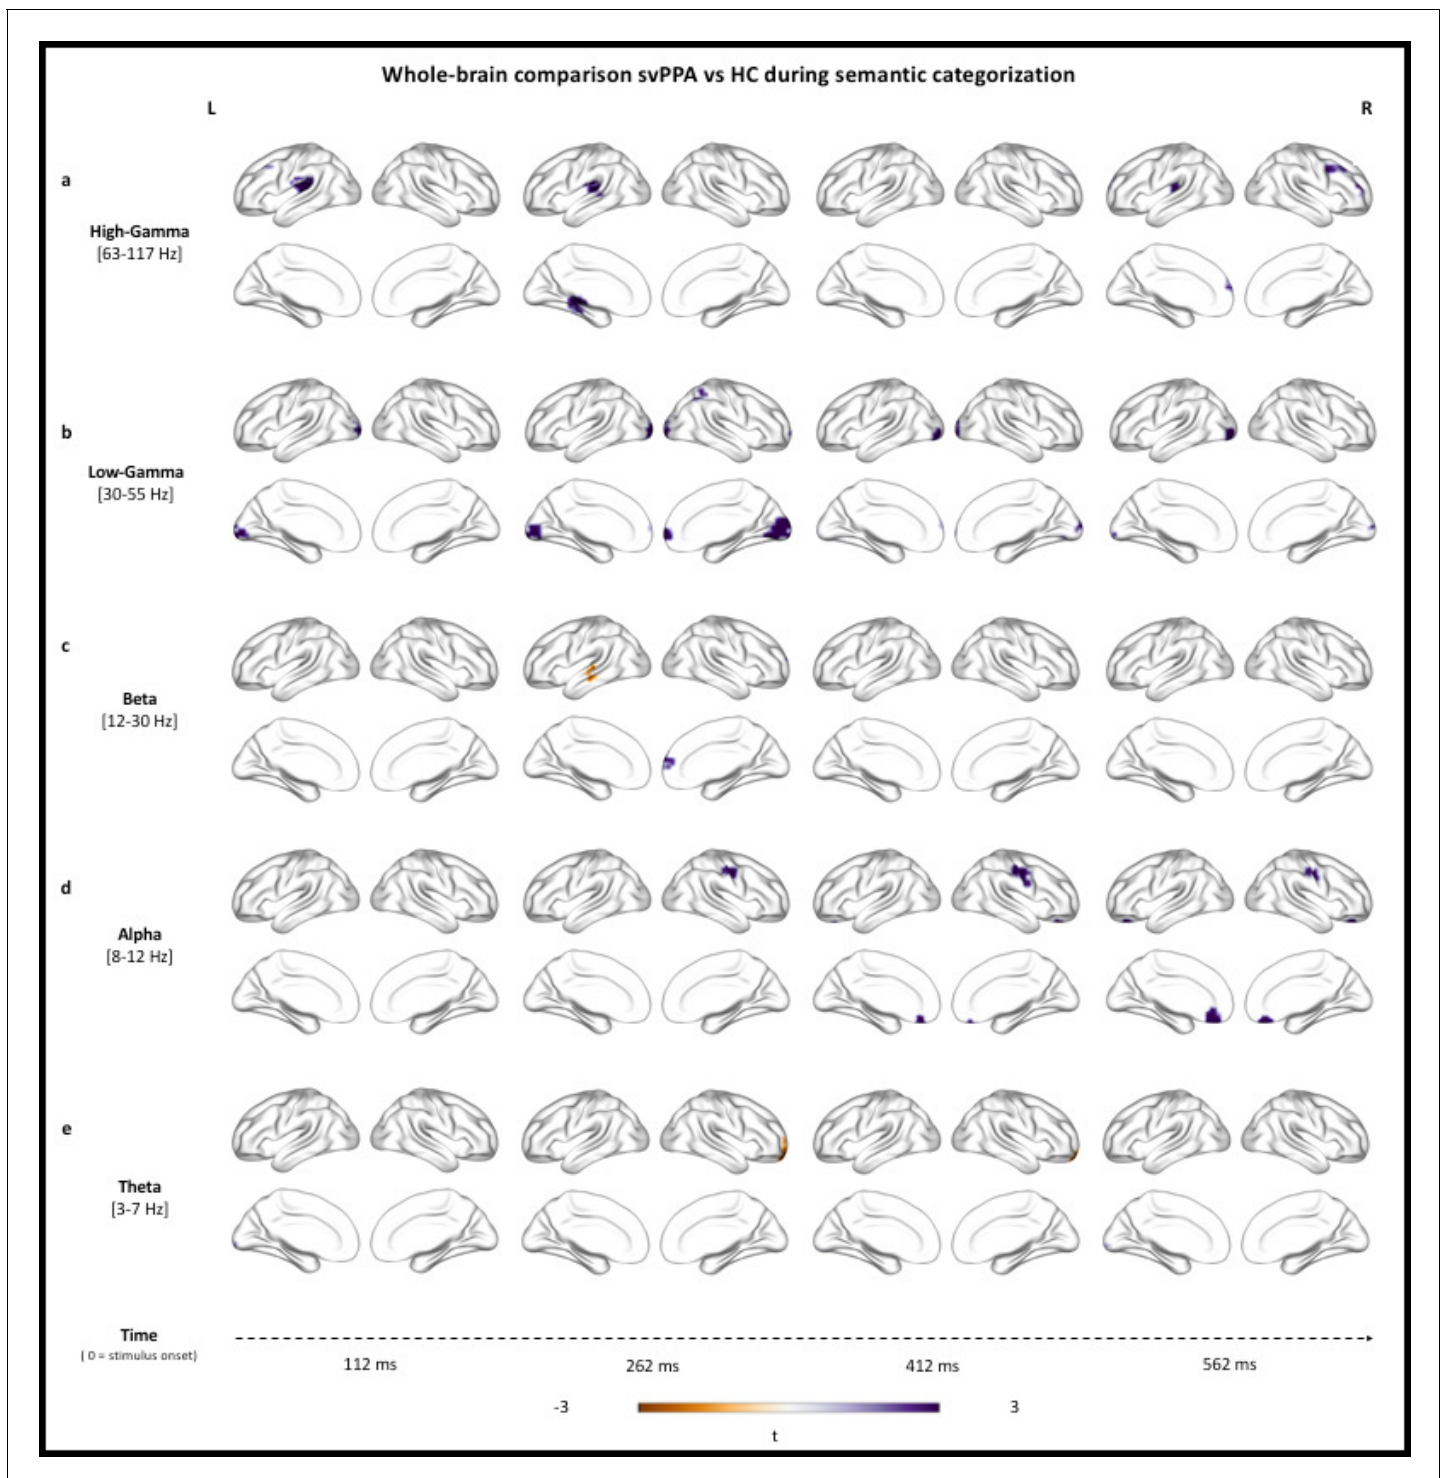 Whole-brain comparison svPPA vs HC during semantic categorization
L R
a
High-Gamma
[63-117 Hz]
b
Low-Gamma
[30-55 Hz]
c
Beta
[12-30 Hz]
d
Alpha
[8-12 Hz]
e
Theta
[3-7 Hz]
Time
( 0 = stimulus onset)
112 ms 262 ms 412 ms 562 ms
-3 3
t